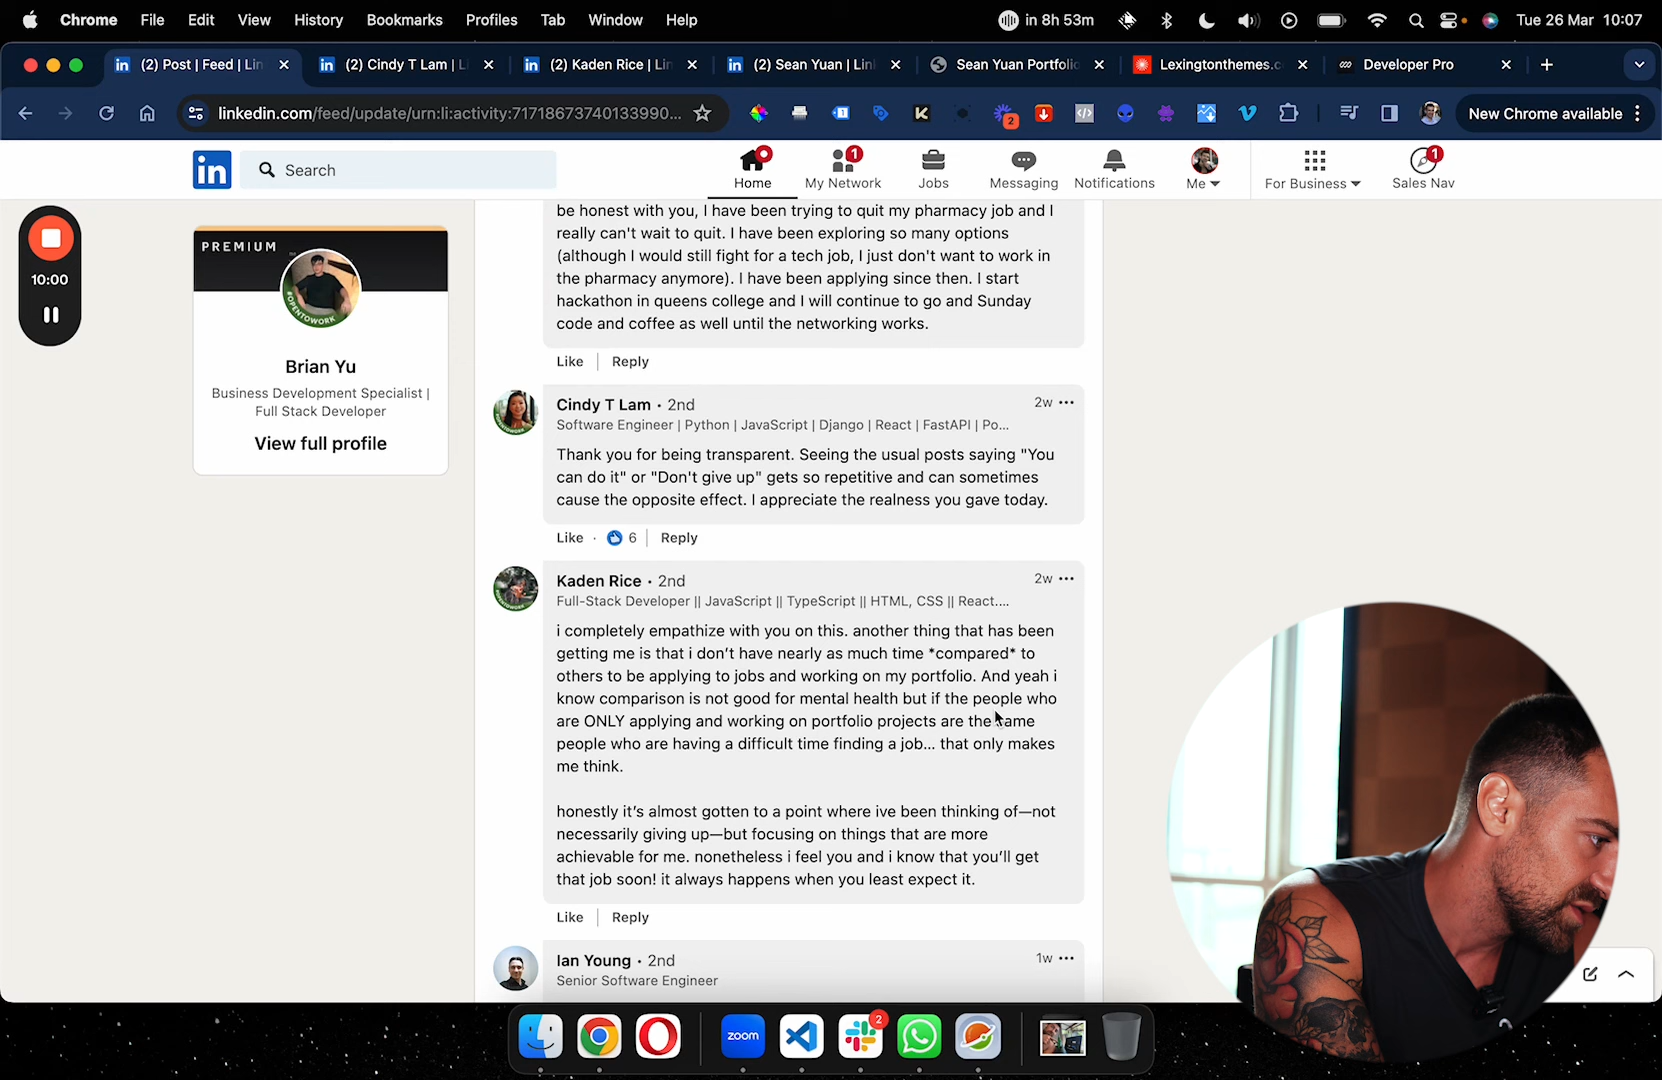 Chrome File Edit View History Bookmarks Profiles Tab Window Help in 8h 53m Tue 26 Mar 10:07
(2) Post | Feed | Lin (2) Cindy T Lam | L (2) Kaden Rice | Lin (2) Sean Yuan | Lin Sean Yuan Portfolio Lexingtonthemes.c Developer Pro
linkedin.com/feed/update/urn:li:activity:71718673740133990... 2 New Chrome available
in Search
Home
1 My Network
Jobs
Messaging
Notifications
Me
For Business
1 Sales Nav
10:00
PREMIUM
#OPENTOWORK
Brian Yu
Business Development Specialist |
Full Stack Developer
View full profile
be honest with you, I have been trying to quit my pharmacy job and I
really can't wait to quit. I have been exploring so many options
(although I would still fight for a tech job, I just don't want to work in
the pharmacy anymore). I have been applying since then. I start
hackathon in queens college and I will continue to go and Sunday
code and coffee as well until the networking works.
Like | Reply
Cindy T Lam • 2nd 2w •••
Software Engineer | Python | JavaScript | Django | React | FastAPI | Po...
Thank you for being transparent. Seeing the usual posts saying "You
can do it" or "Don't give up" gets so repetitive and can sometimes
cause the opposite effect. I appreciate the realness you gave today.
Like · 6 | Reply
Kaden Rice • 2nd 2w •••
Full-Stack Developer || JavaScript || TypeScript || HTML, CSS || React....
i completely empathize with you on this. another thing that has been
getting me is that i don't have nearly as much time *compared* to
others to be applying to jobs and working on my portfolio. And yeah i
know comparison is not good for mental health but if the people who
are ONLY applying and working on portfolio projects are the same
people who are having a difficult time finding a job... that only makes
me think.
honestly it's almost gotten to a point where ive been thinking of—not
necessarily giving up—but focusing on things that are more
achievable for me. nonetheless i feel you and i know that you'll get
that job soon! it always happens when you least expect it.
Like | Reply
Ian Young • 2nd 1w •••
Senior Software Engineer
zoom
2